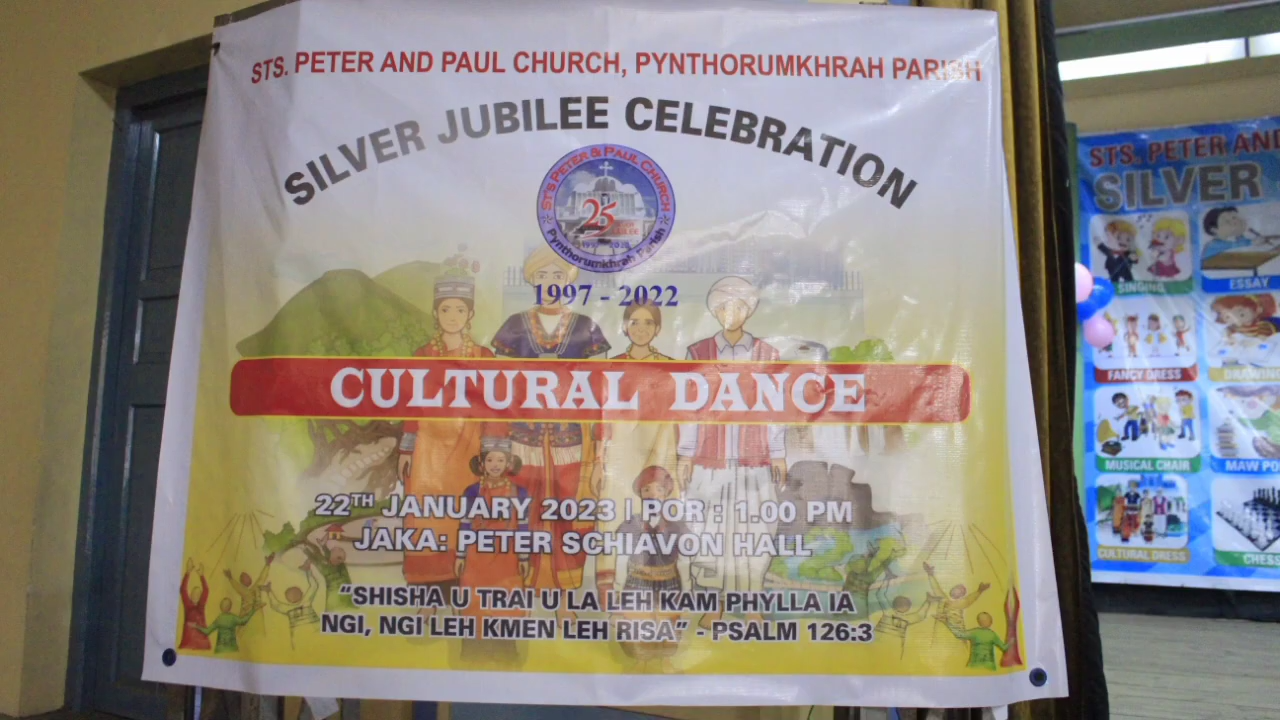 STS. PETER AND PAUL CHURCH, PYNTHORUMKHRAH PARISH
SILVER JUBILEE CELEBRATION
STS PETER & PAUL CHURCH
25
Pynthorumkhrah Parish
1997 - 2022
CULTURAL DANCE
22TH JANUARY 2023 | POR : 1.00 PM
JAKA: PETER SCHIAVON HALL
“SHISHA U TRAI U LA LEH KAM PHYLLA IA
NGI, NGI LEH KMEN LEH RISA” - PSALM 126:3
STS. PETER AND
SILVER
SINGING
ESSAY
FANCY DRESS
DRAWING
MUSICAL CHAIR
MAW PO
CULTURAL DRESS
CHESS